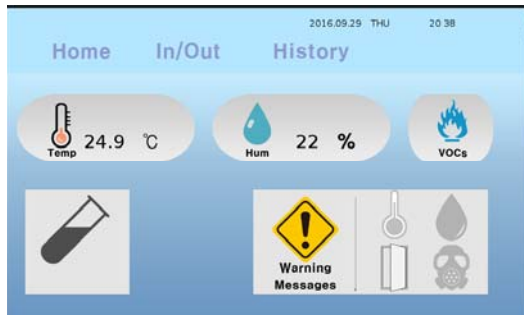 2016.09.29 THU 20 38
Home In/Out History
Temp 24.9 ℃
Hum 22 %
VOCs
Warning
Messages